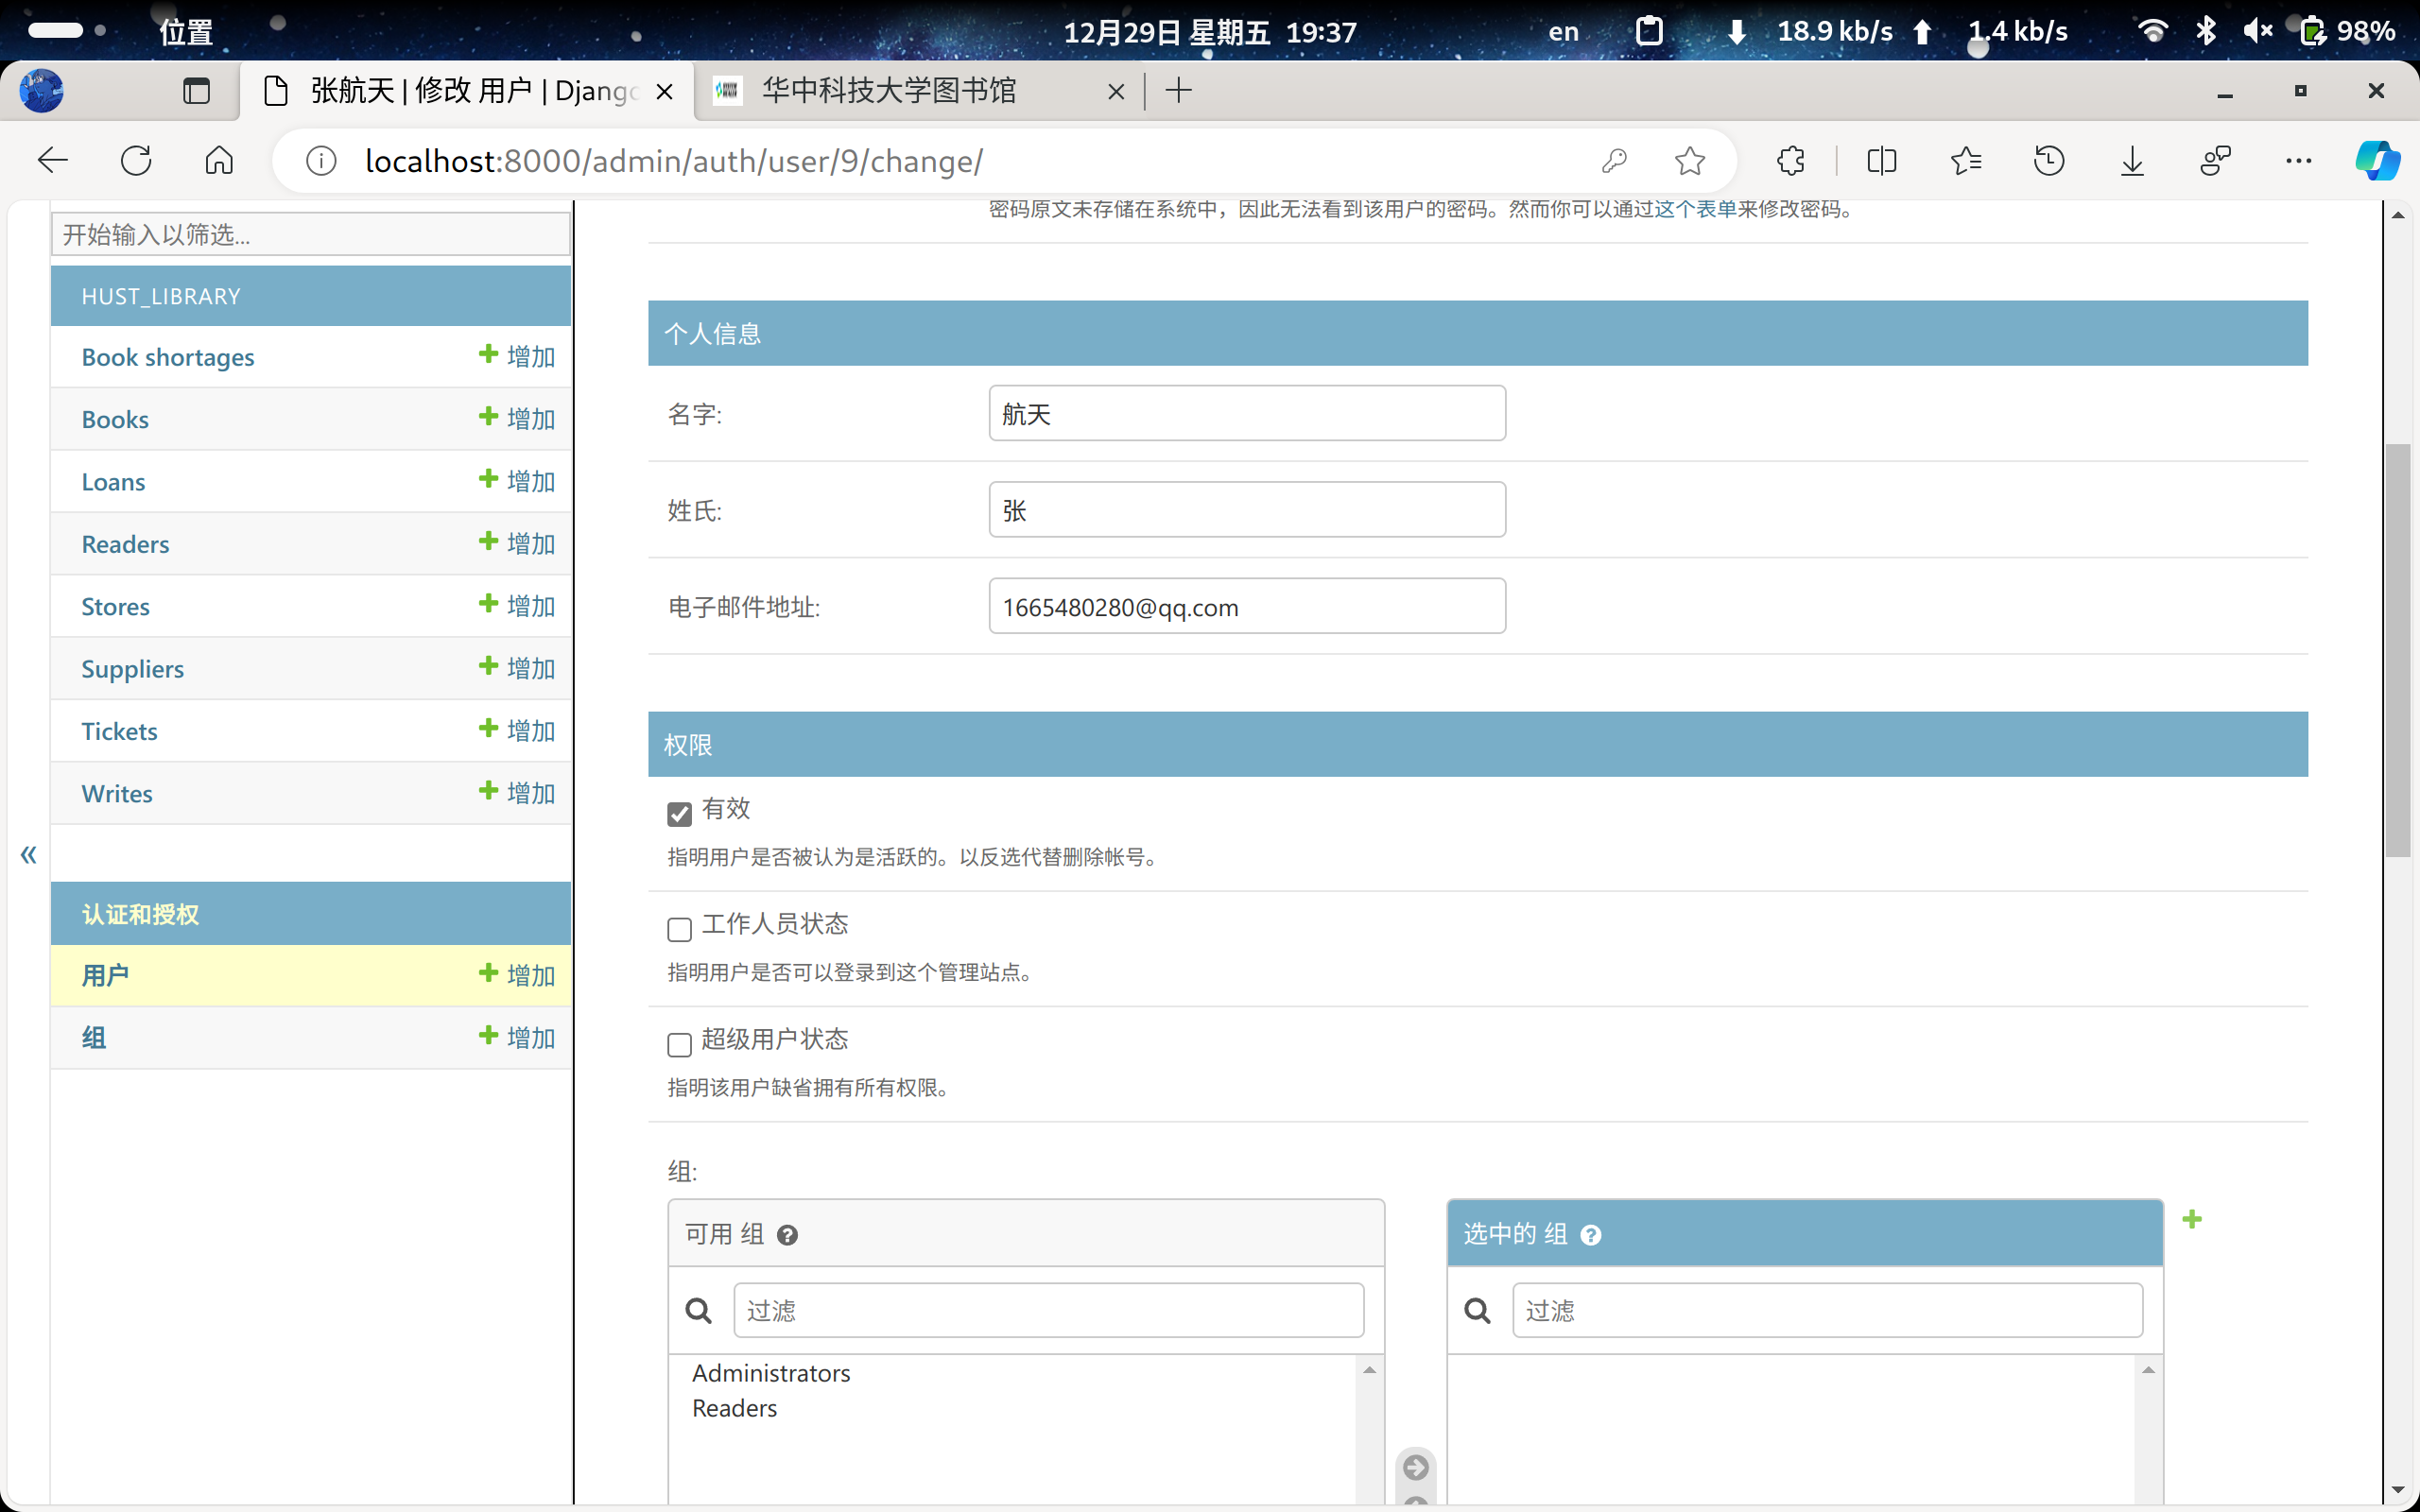 位置
12月29日 星期五 19:37
en
18.9 kb/s
1.4 kb/s
98%
张航天 | 修改 用户 | Django
华中科技大学图书馆
localhost:8000/admin/auth/user/9/change/
开始输入以筛选...
HUST_LIBRARY
Book shortages 增加
Books 增加
Loans 增加
Readers 增加
Stores 增加
Suppliers 增加
Tickets 增加
Writes 增加
«
认证和授权
用户 增加
组 增加
密码原文未存储在系统中，因此无法看到该用户的密码。然而你可以通过这个表单来修改密码。
个人信息
名字: 航天
姓氏: 张
电子邮件地址: 1665480280@qq.com
权限
有效
指明用户是否被认为是活跃的。以反选代替删除帐号。
工作人员状态
指明用户是否可以登录到这个管理站点。
超级用户状态
指明该用户缺省拥有所有权限。
组:
可用 组
过滤
Administrators
Readers
选中的 组
过滤